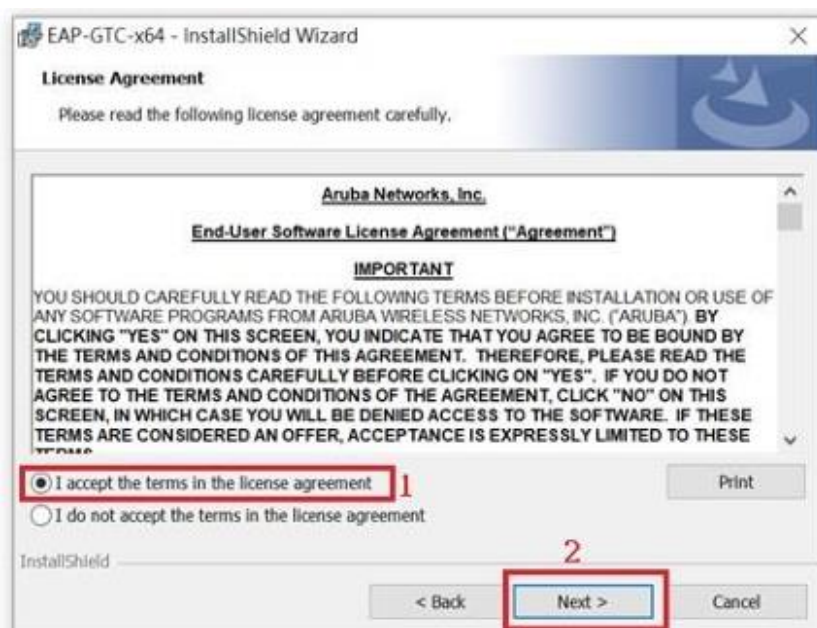 EAP-GTC-x64 - InstallShield Wizard
License Agreement
Please read the following license agreement carefully.
Aruba Networks, Inc.
End-User Software License Agreement ("Agreement")
IMPORTANT
YOU SHOULD CAREFULLY READ THE FOLLOWING TERMS BEFORE INSTALLATION OR USE OF
ANY SOFTWARE PROGRAMS FROM ARUBA WIRELESS NETWORKS, INC. ("ARUBA"). BY
CLICKING "YES" ON THIS SCREEN, YOU INDICATE THAT YOU AGREE TO BE BOUND BY
THE TERMS AND CONDITIONS OF THIS AGREEMENT. THEREFORE, PLEASE READ THE
TERMS AND CONDITIONS CAREFULLY BEFORE CLICKING ON "YES". IF YOU DO NOT
AGREE TO THE TERMS AND CONDITIONS OF THE AGREEMENT, CLICK "NO" ON THIS
SCREEN, IN WHICH CASE YOU WILL BE DENIED ACCESS TO THE SOFTWARE. IF THESE
TERMS ARE CONSIDERED AN OFFER, ACCEPTANCE IS EXPRESSLY LIMITED TO THESE
TERMS
I accept the terms in the license agreement 1
Print
I do not accept the terms in the license agreement
InstallShield
2
< Back Next > Cancel